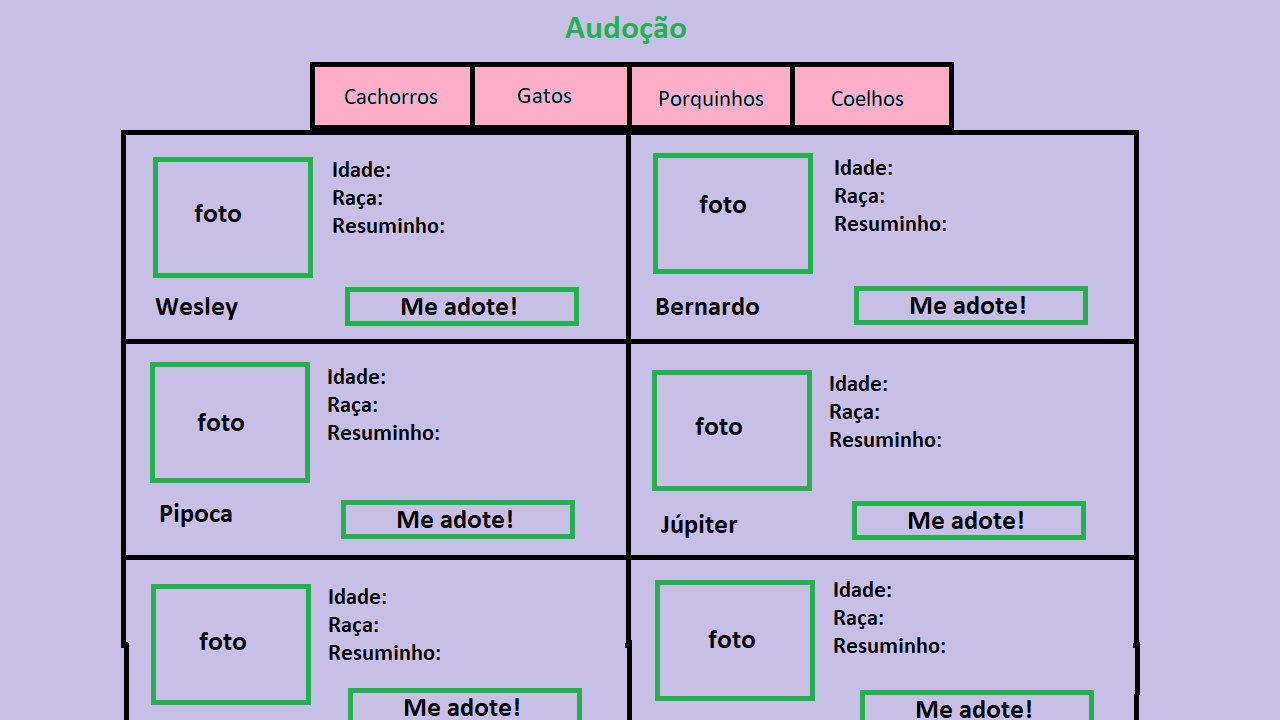 Audoção
Cachorros Gatos Porquinhos Coelhos
foto
Idade:
Raça:
Resuminho:
Wesley
Me adote!
foto
Idade:
Raça:
Resuminho:
Bernardo
Me adote!
foto
Idade:
Raça:
Resuminho:
Pipoca
Me adote!
foto
Idade:
Raça:
Resuminho:
Júpiter
Me adote!
foto
Idade:
Raça:
Resuminho:
Me adote!
foto
Idade:
Raça:
Resuminho:
Me adote!